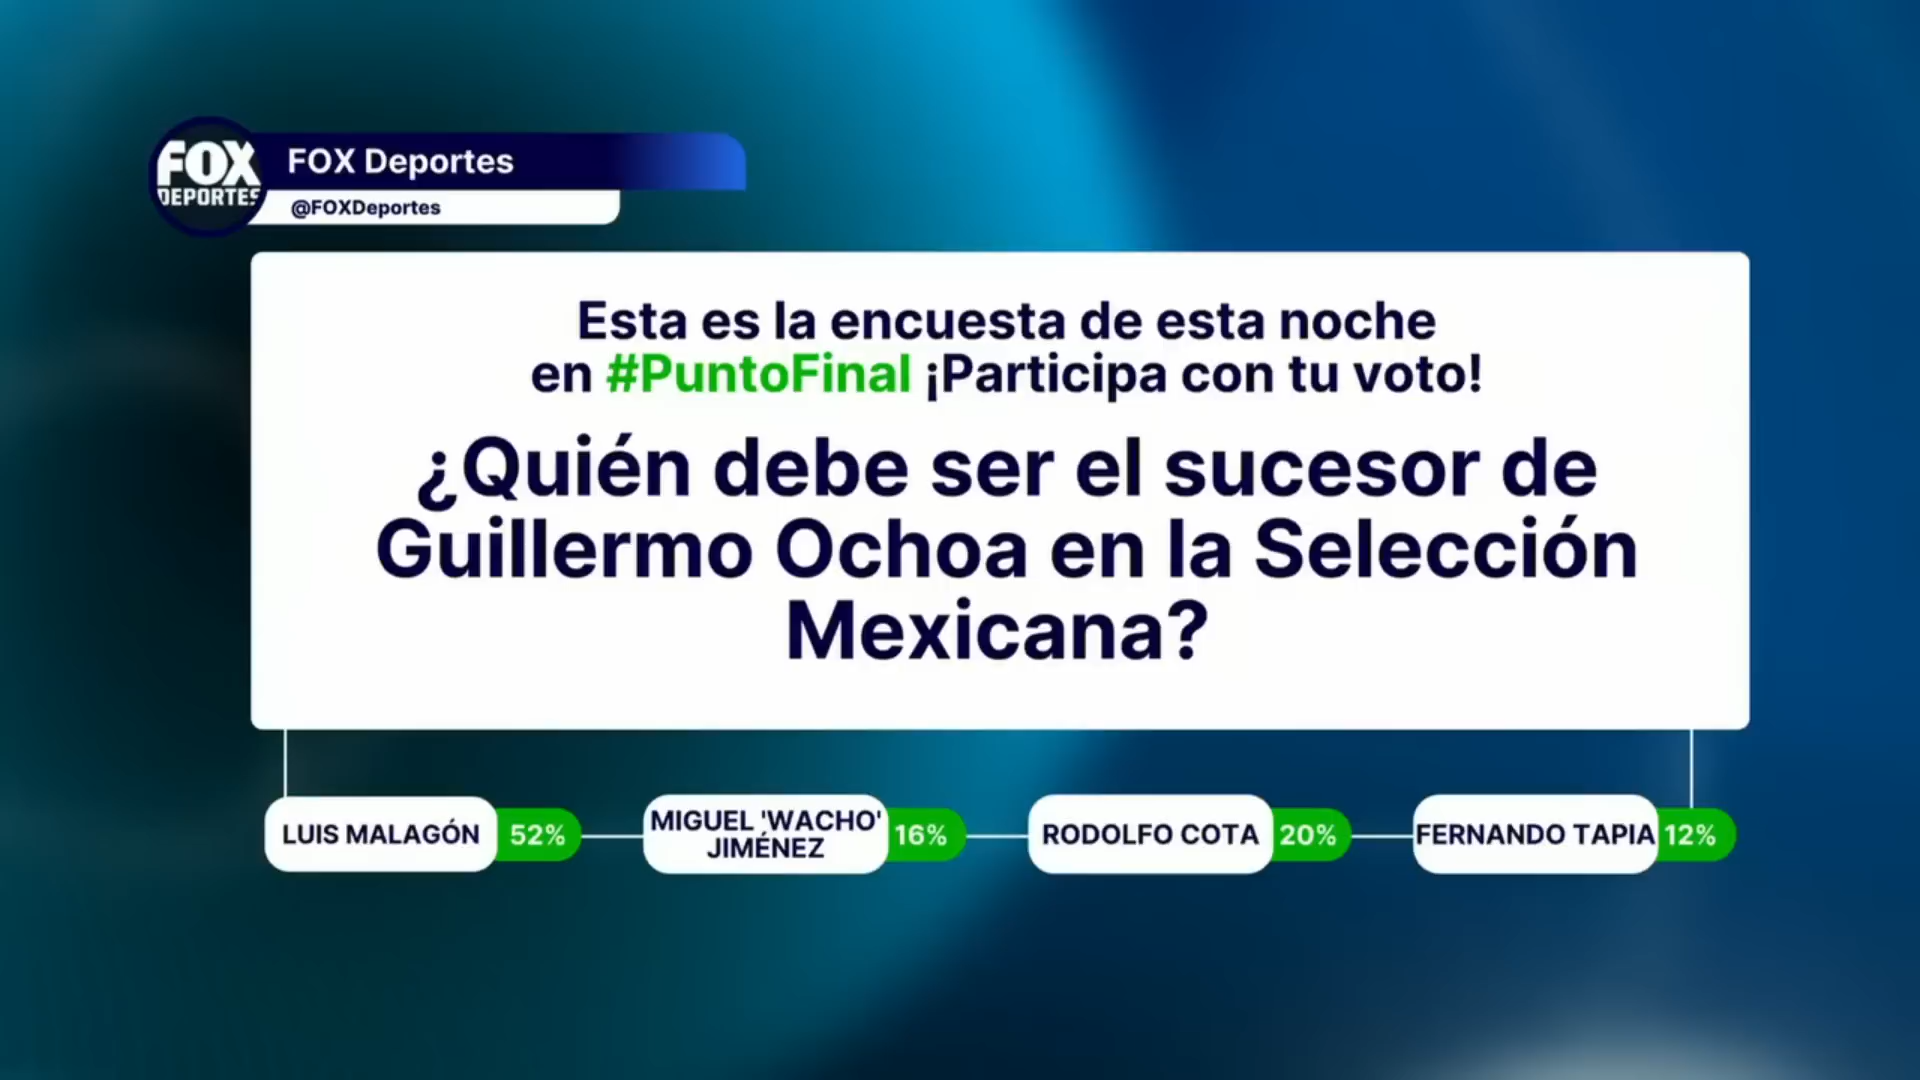 FOX
DEPORTES
FOX Deportes
@FOXDeportes
Esta es la encuesta de esta noche
en #PuntoFinal ¡Participa con tu voto!
¿Quién debe ser el sucesor de
Guillermo Ochoa en la Selección
Mexicana?
LUIS MALAGÓN 52%
MIGUEL 'WACHO'
JIMÉNEZ 16%
RODOLFO COTA 20%
FERNANDO TAPIA 12%